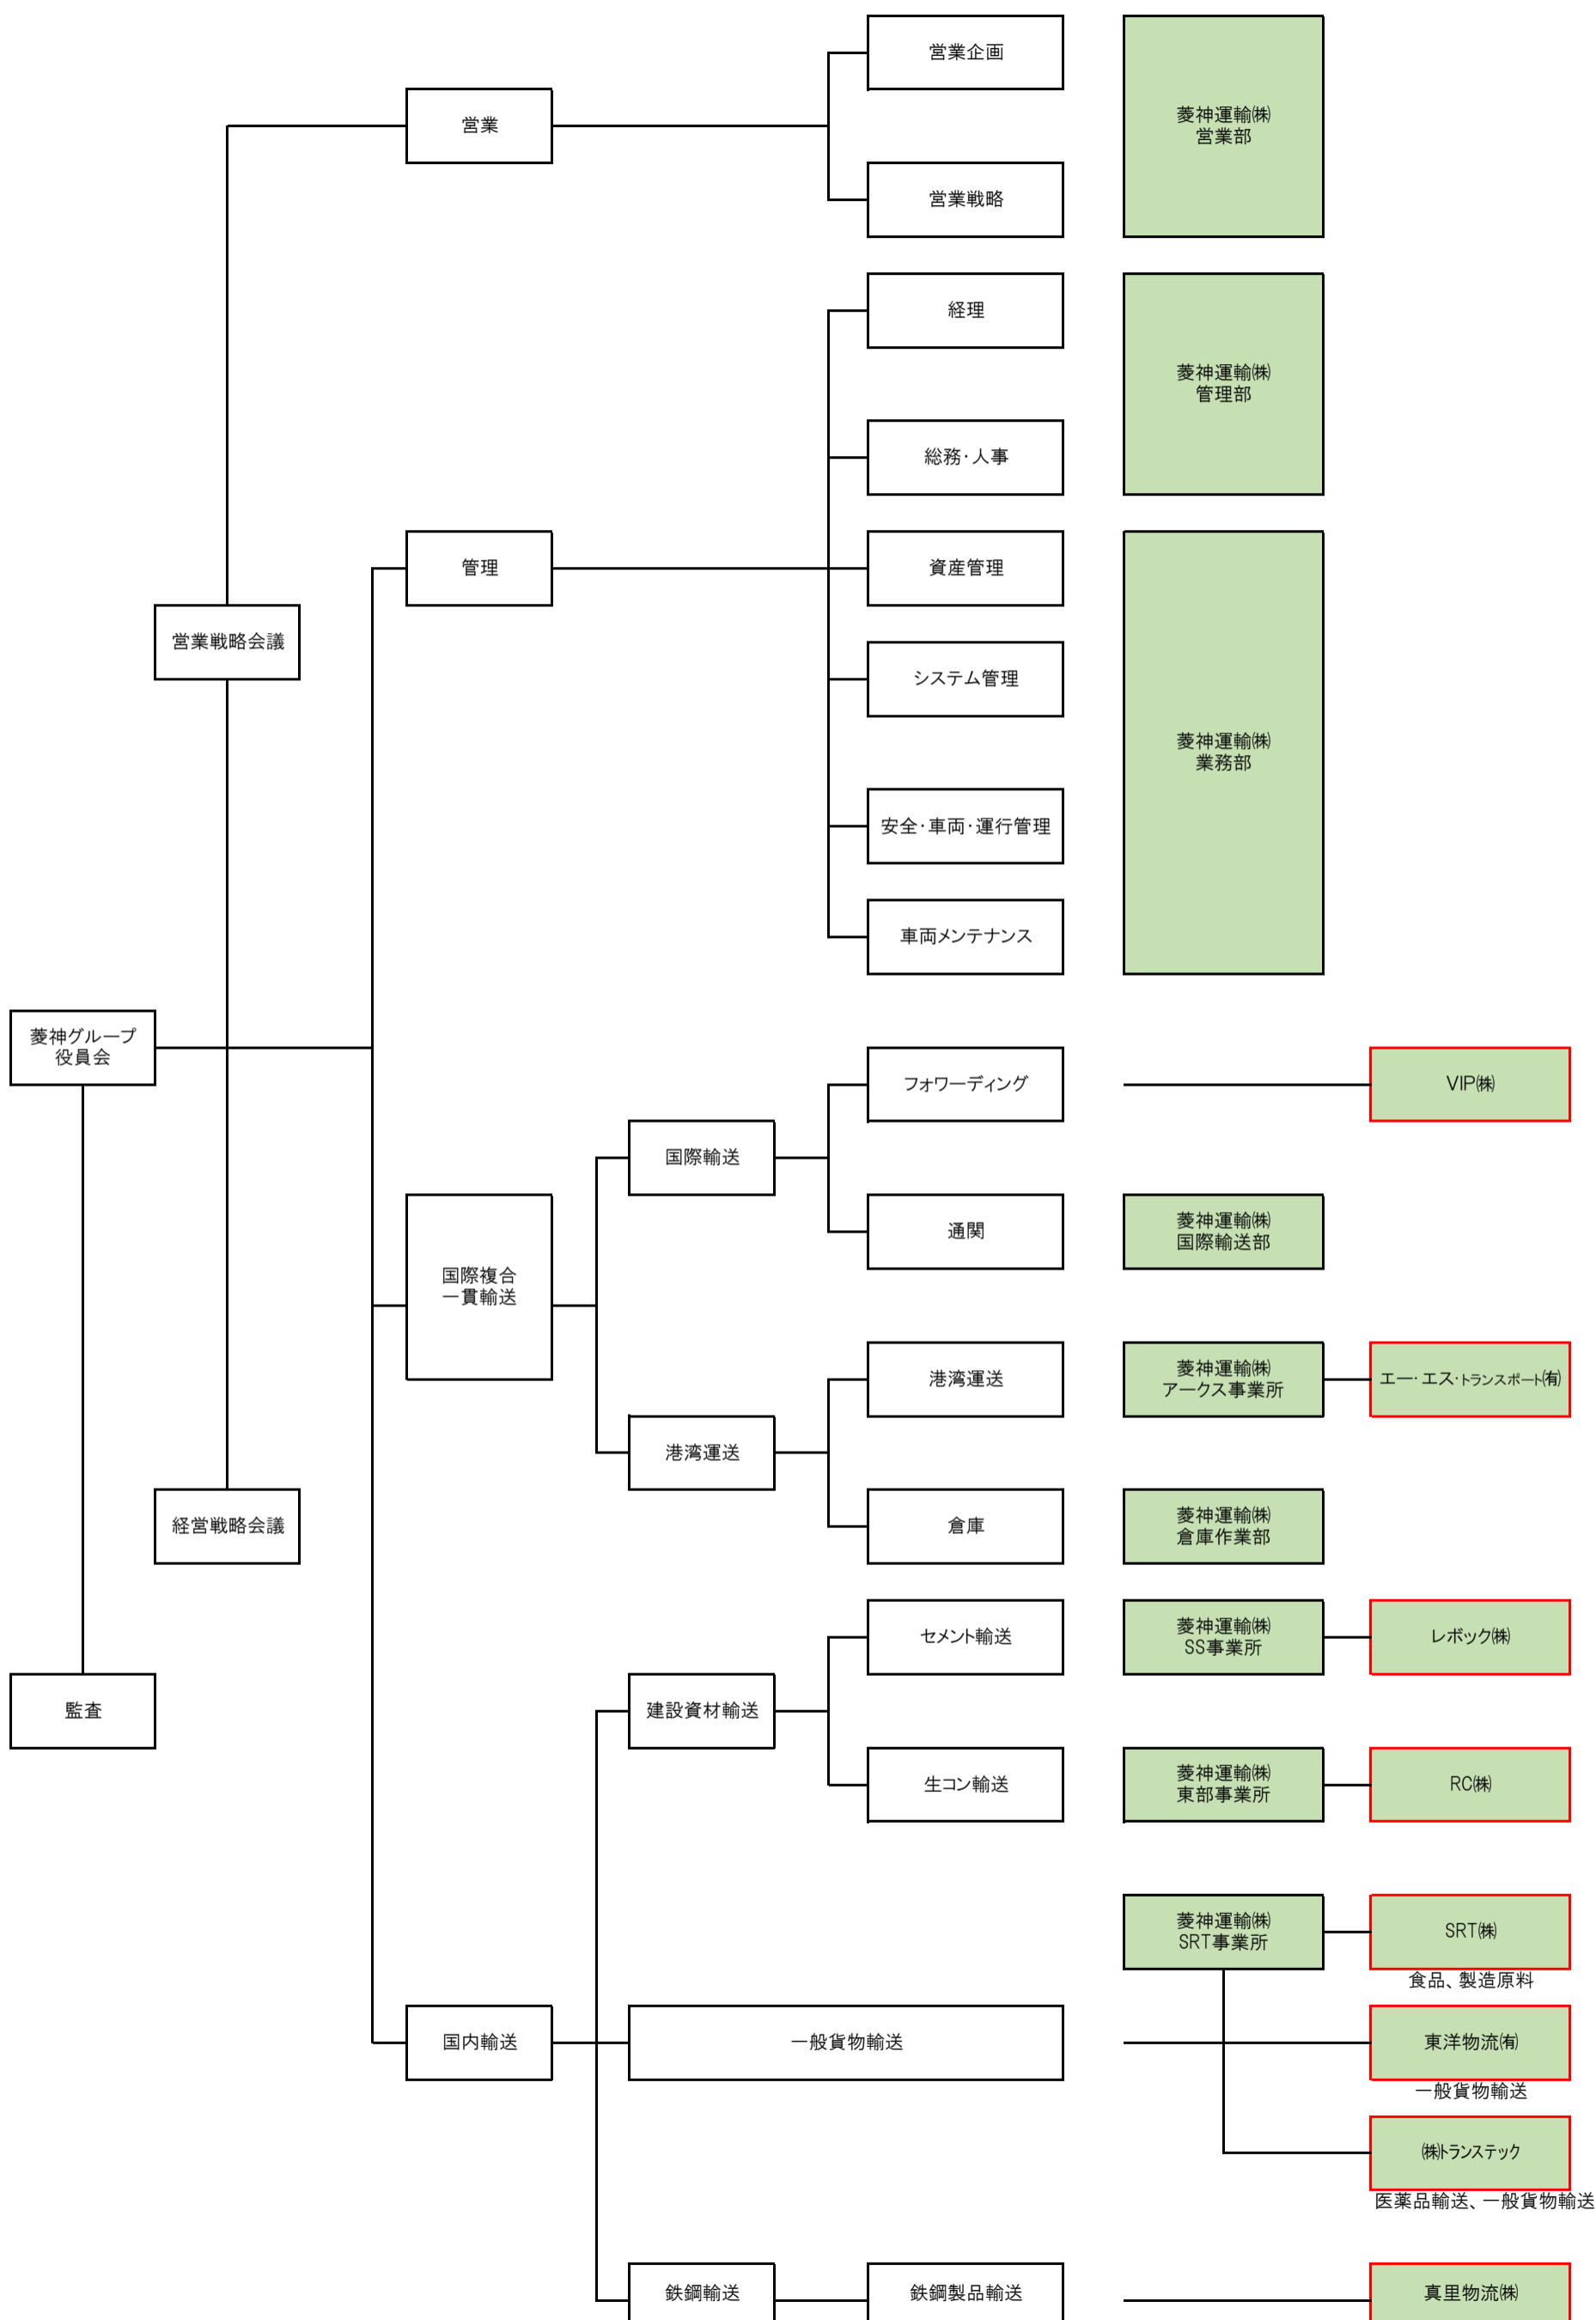 営業企画
営業
菱神運輸㈱
営業部
営業戦略
経理
菱神運輸㈱
管理部
総務・人事
管理
資産管理
営業戦略会議
システム管理
菱神運輸㈱
業務部
安全・車両・運行管理
車両メンテナンス
菱神グループ
役員会
フォワーディング
VIP㈱
国際輸送
通関
菱神運輸㈱
国際輸送部
国際複合
一貫輸送
港湾運送
菱神運輸㈱
アークス事業所
エー・エス・トランスポート㈲
港湾運送
経営戦略会議
倉庫
菱神運輸㈱
倉庫作業部
セメント輸送
菱神運輸㈱
SS事業所
レボック㈱
監査
建設資材輸送
生コン輸送
菱神運輸㈱
東部事業所
RC㈱
菱神運輸㈱
SRT事業所
SRT㈱
食品、製造原料
国内輸送
一般貨物輸送
東洋物流㈲
一般貨物輸送
㈱トランステック
医薬品輸送、一般貨物輸送
鉄鋼輸送
鉄鋼製品輸送
真里物流㈱